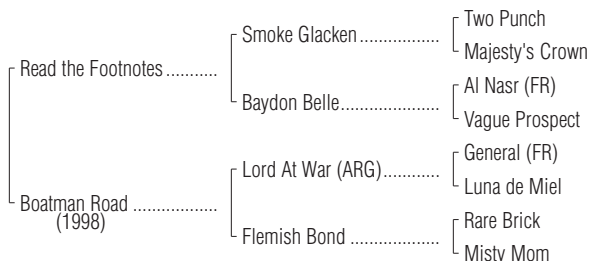 Two Punch
Smoke Glacken..................
Majesty's Crown
Read the Footnotes...........
Al Nasr (FR)
Baydon Belle......................
Vague Prospect
General (FR)
Lord At War (ARG)............
Luna de Miel
Boatman Road ..................
(1998)
Rare Brick
Flemish Bond ...................
Misty Mom